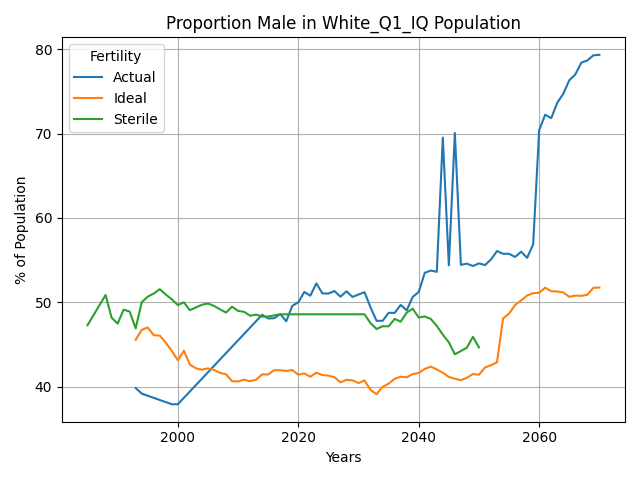 Proportion Male in White_Q1_IQ Population
Fertility
Actual
Ideal
Sterile
80
70
60
50
40
% of Population
2000 2020 2040 2060
Years